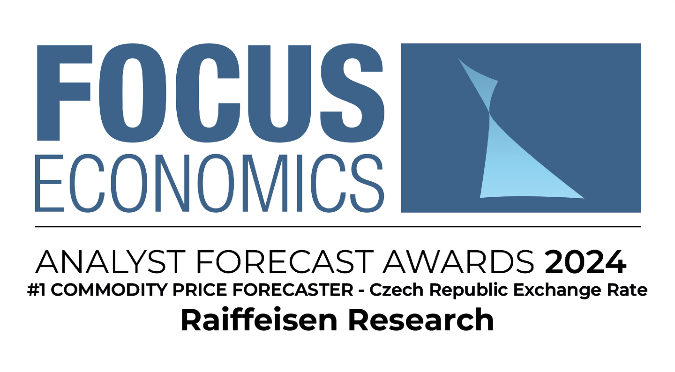 FOCUS
ECONOMICS
ANALYST FORECAST AWARDS 2024
#1 COMMODITY PRICE FORECASTER - Czech Republic Exchange Rate
Raiffeisen Research